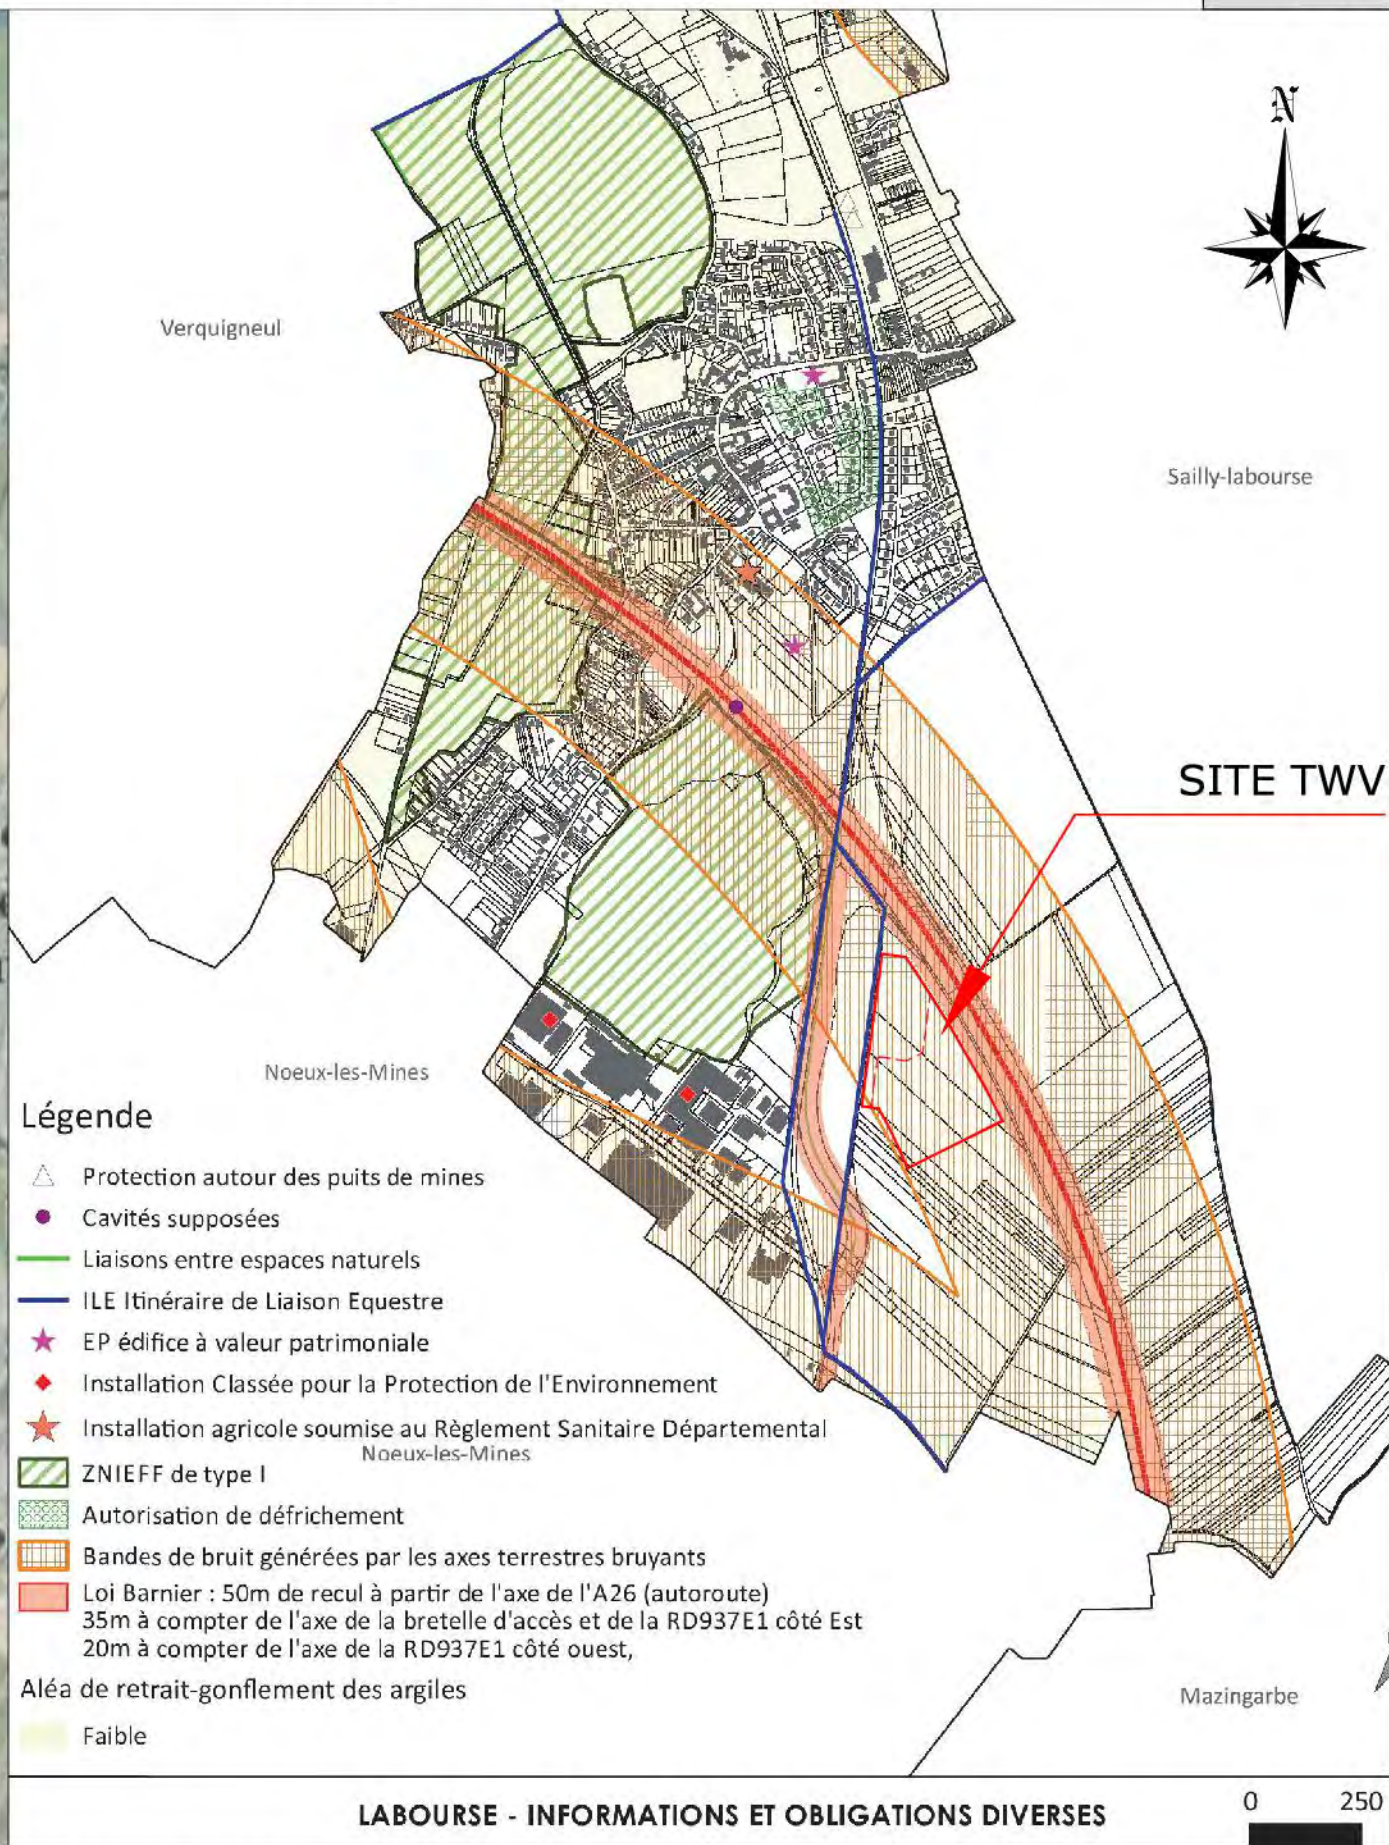 N
Verquigneul
Sailly-labourse
SITE TWV
Noeux-les-Mines
Légende
Protection autour des puits de mines
Cavités supposées
Liaisons entre espaces naturels
ILE Itinéraire de Liaison Equestre
EP édifice à valeur patrimoniale
Installation Classée pour la Protection de l'Environnement
Installation agricole soumise au Règlement Sanitaire Départemental
Noeux-les-Mines
ZNIEFF de type I
Autorisation de défrichement
Bandes de bruit générées par les axes terrestres bruyants
Loi Barnier : 50m de recul à partir de l'axe de l'A26 (autoroute)
35m à compter de l'axe de la bretelle d'accès et de la RD937E1 côté Est
20m à compter de l'axe de la RD937E1 côté ouest,
Aléa de retrait-gonflement des argiles
Mazingarbe
Faible
LABOURSE - INFORMATIONS ET OBLIGATIONS DIVERSES
0 250